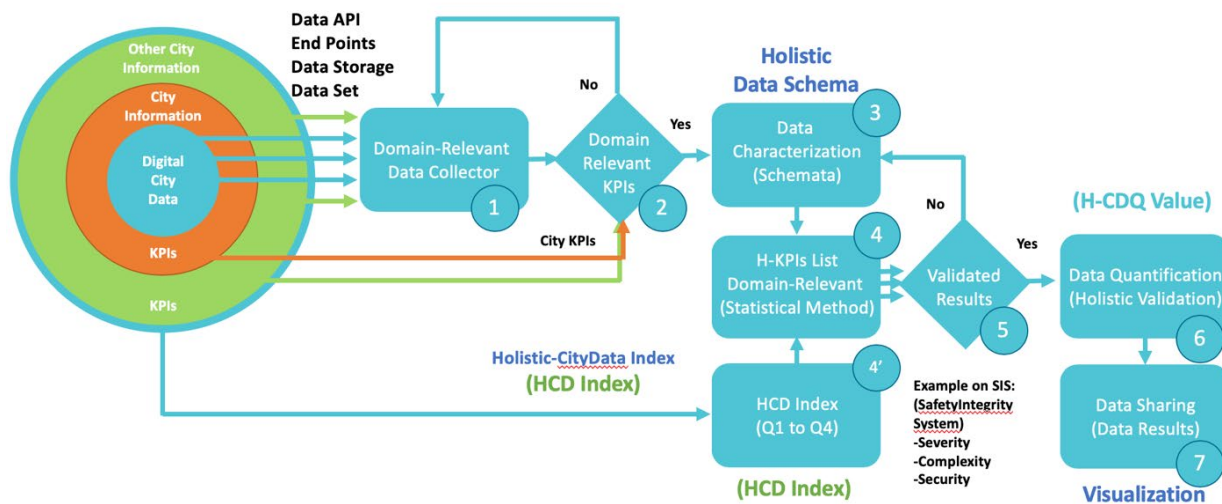 Other City
Information
City
Information
Digital
City
Data
KPIs
KPIs
Data API
End Points
Data Storage
Data Set
Domain-Relevant
Data Collector
1
No
Domain
Relevant
KPIs
2
Yes
City KPIs
Holistic
Data Schema
Data
Characterization
(Schemata)
3
H-KPIs List
Domain-Relevant
(Statistical Method)
4
Holistic-CityData Index
(HCD Index)
HCD Index
(Q1 to Q4)
4’
(HCD Index)
No
Validated
Results
5
Yes
Example on SIS:
(SafetyIntegrity
System)
-Severity
-Complexity
-Security
(H-CDQ Value)
Data Quantification
(Holistic Validation)
6
Data Sharing
(Data Results)
7
Visualization